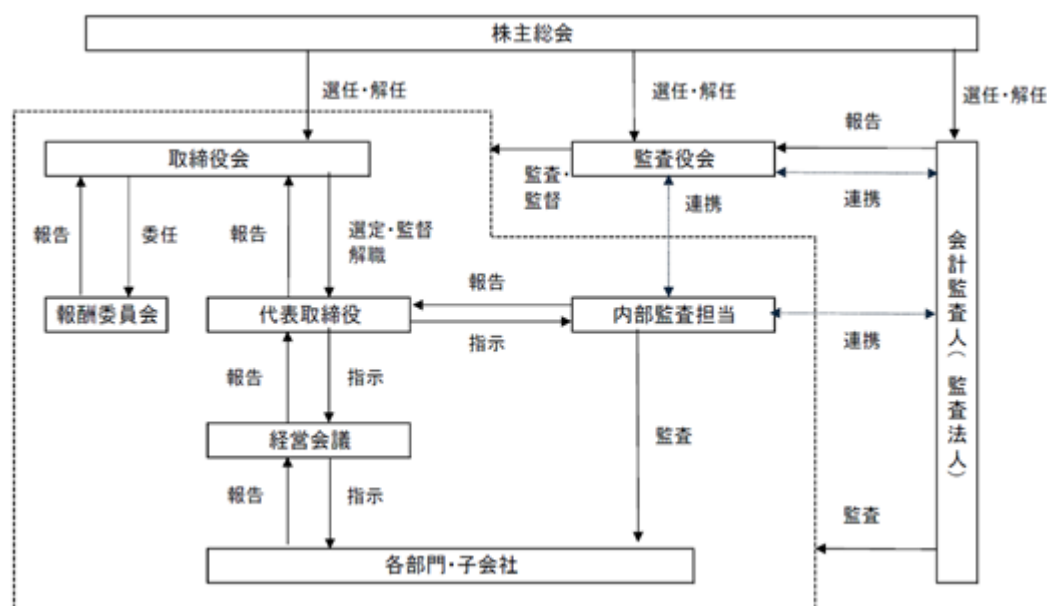 株主総会
選任・解任
選任・解任
選任・解任
報告
取締役会
監査役会
監査・
監督
連携
連携
報告
委任
報告
選定・監督
解職
報告
報酬委員会
代表取締役
内部監査担当
指示
連携
会計監査人(監査法人)
報告
指示
経営会議
監査
報告
指示
監査
各部門・子会社